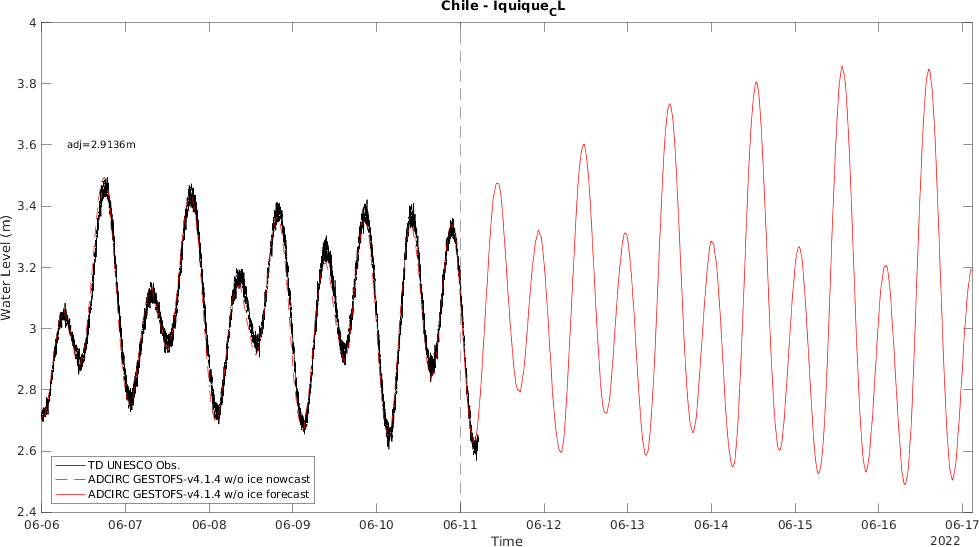 Chile - Iquique_CL
4
3.8
3.6
3.4
3.2
3
2.8
2.6
2.4
Water Level (m)
adj=2.9136m
TD UNESCO Obs.
ADCIRC GESTOFS-v4.1.4 w/o ice nowcast
ADCIRC GESTOFS-v4.1.4 w/o ice forecast
06-06 06-07 06-08 06-09 06-10 06-11 06-12 06-13 06-14 06-15 06-16 06-17
Time
2022